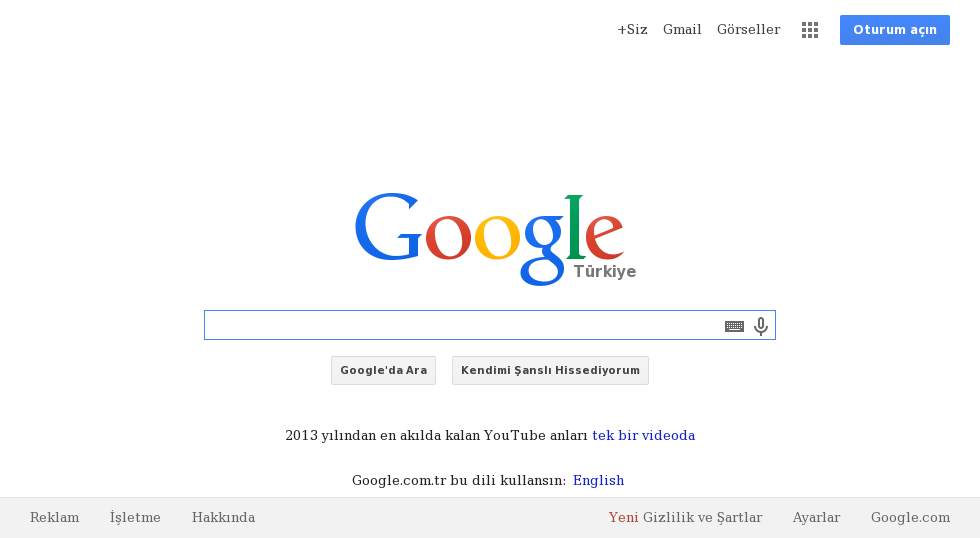 +Siz Gmail Görseller Oturum açın
Google
Türkiye
Google'da Ara Kendimi Şanslı Hissediyorum
2013 yılından en akılda kalan YouTube anları tek bir videoda
Google.com.tr bu dili kullansın: English
Reklam İşletme Hakkında Yeni Gizlilik ve Şartlar Ayarlar Google.com